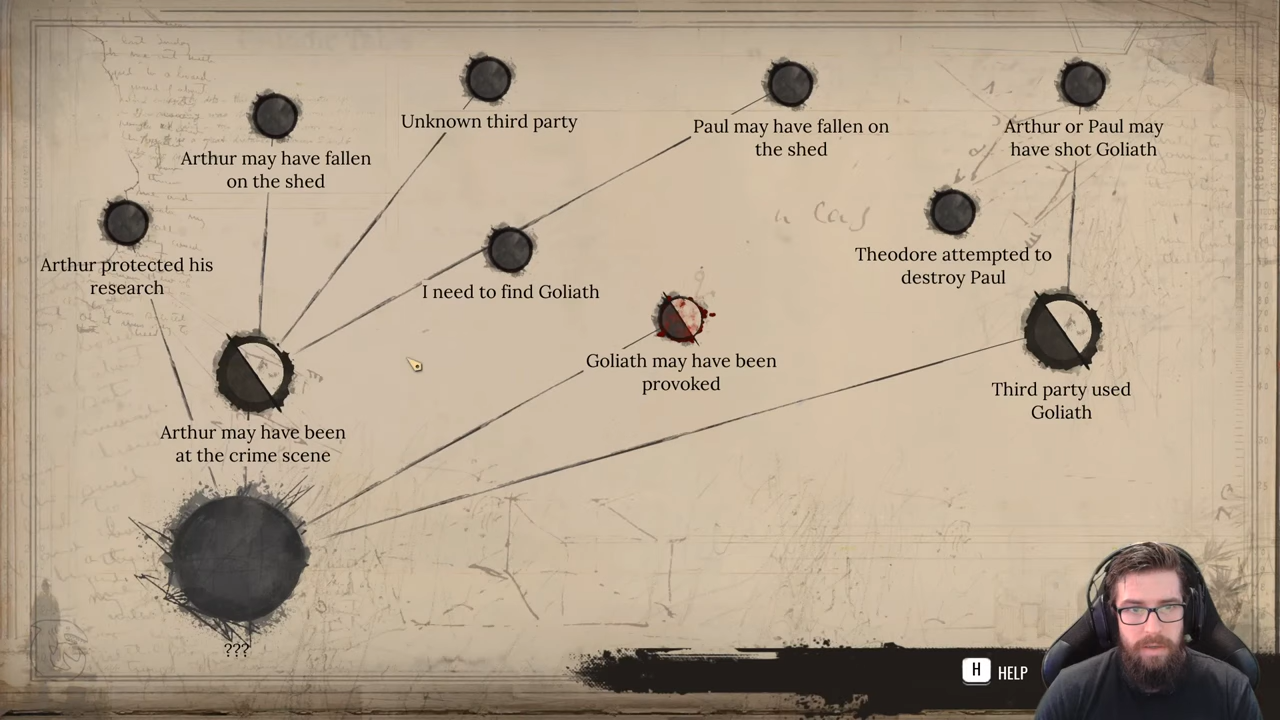 Unknown third party
Paul may have fallen on
the shed
Arthur or Paul may
have shot Goliath
Arthur may have fallen
on the shed
Arthur protected his
research
I need to find Goliath
Theodore attempted to
destroy Paul
Goliath may have been
provoked
Third party used
Goliath
Arthur may have been
at the crime scene
???
H HELP